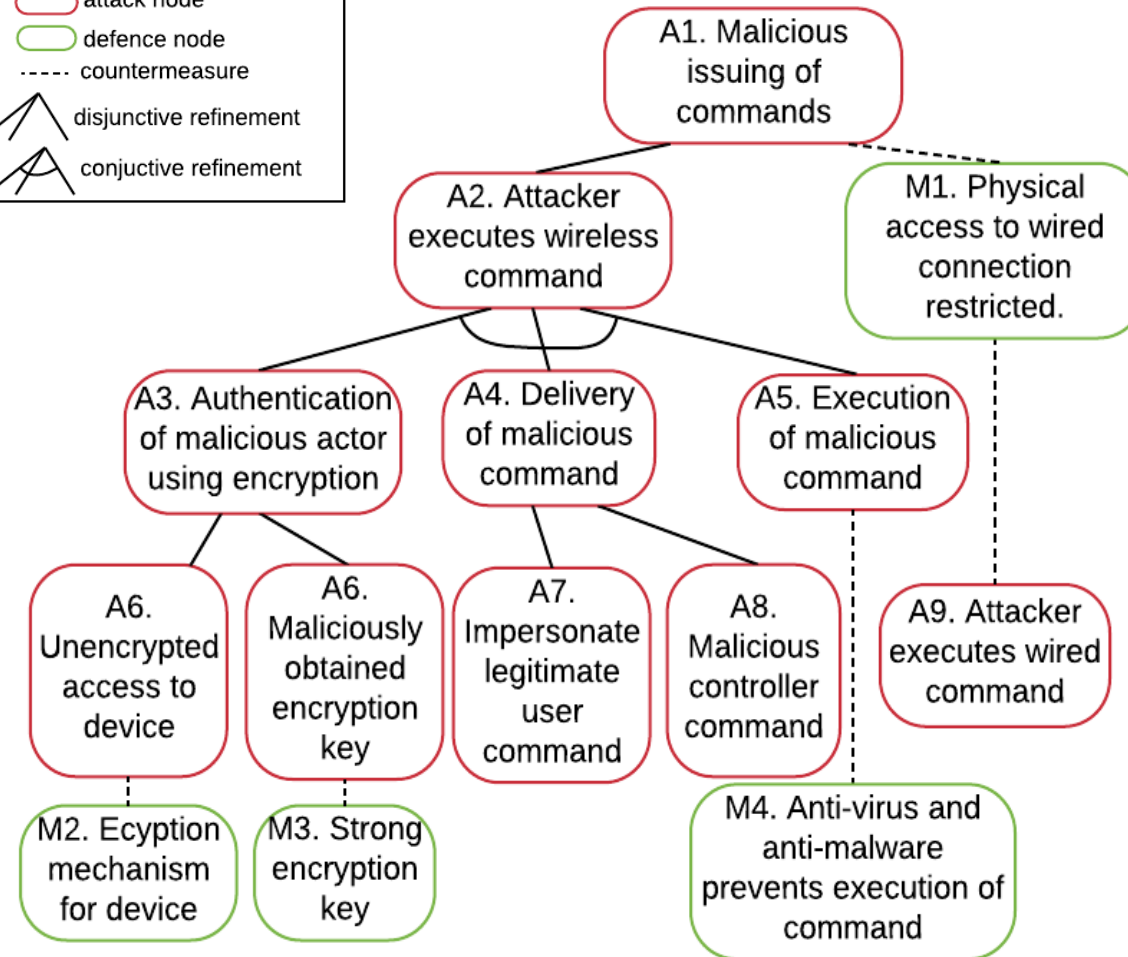 attack node
defence node
countermeasure
disjunctive refinement
conjuctive refinement
A1. Malicious
issuing of
commands
A2. Attacker
executes wireless
command
M1. Physical
access to wired
connection
restricted.
A3. Authentication
of malicious actor
using encryption
A4. Delivery
of malicious
command
A5. Execution
of malicious
command
A6.
Unencrypted
access to
device
A6.
Maliciously
obtained
encryption
key
A7.
Impersonate
legitimate
user
command
A8.
Malicious
controller
command
A9. Attacker
executes wired
command
M2. Ecyption
mechanism
for device
M3. Strong
encryption
key
M4. Anti-virus and
anti-malware
prevents execution of
command